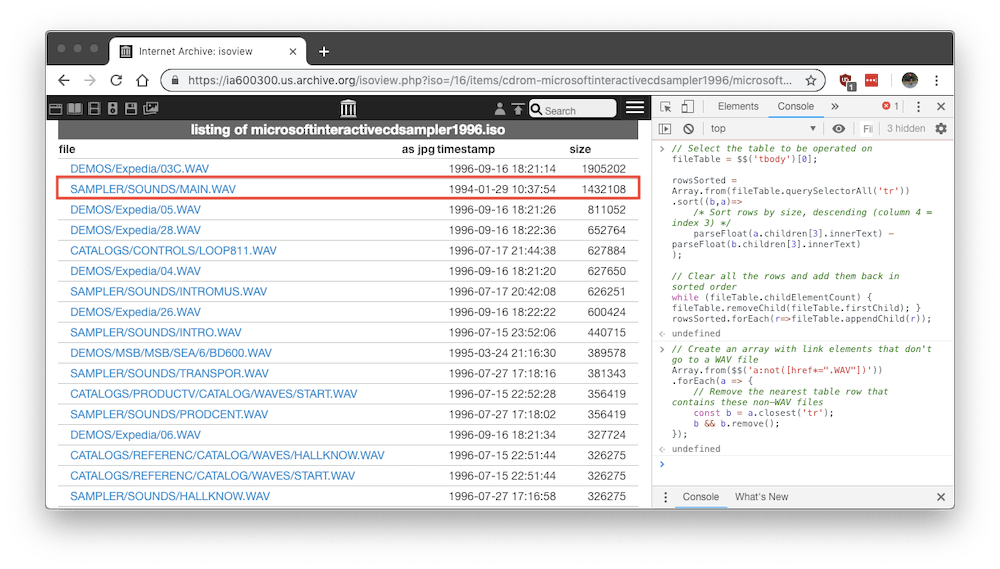 Internet Archive: isoview
https://ia600300.us.archive.org/isoview.php?iso=/16/items/cdrom-microsoftinteractivecdsampler1996/microsoft...
1
Search
listing of microsoftinteractivecdsampler1996.iso
file as jpg timestamp size
DEMOS/Expedia/03C.WAV 1996-09-16 18:21:14 1905202
SAMPLER/SOUNDS/MAIN.WAV 1994-01-29 10:37:54 1432108
DEMOS/Expedia/05.WAV 1996-09-16 18:21:26 811052
DEMOS/Expedia/28.WAV 1996-09-16 18:22:36 652764
CATALOGS/CONTROLS/LOOP811.WAV 1996-07-17 21:44:38 627884
DEMOS/Expedia/04.WAV 1996-09-16 18:21:20 627650
SAMPLER/SOUNDS/INTROMUS.WAV 1996-07-17 20:42:08 626251
DEMOS/Expedia/26.WAV 1996-09-16 18:22:22 600424
SAMPLER/SOUNDS/INTRO.WAV 1996-07-15 23:52:06 440715
DEMOS/MSB/MSB/SEA/6/BD600.WAV 1995-03-24 21:16:30 389578
SAMPLER/SOUNDS/TRANSPOR.WAV 1996-07-27 17:18:16 381343
CATALOGS/PRODUCTV/CATALOG/WAVES/START.WAV 1996-07-15 22:52:28 356419
SAMPLER/SOUNDS/PRODCENT.WAV 1996-07-27 17:18:02 356419
DEMOS/Expedia/06.WAV 1996-09-16 18:21:34 327724
CATALOGS/REFERENC/CATALOG/WAVES/HALLKNOW.WAV 1996-07-15 22:51:44 326275
CATALOGS/REFERENC/CATALOG/WAVES/START.WAV 1996-07-15 22:51:44 326275
SAMPLER/SOUNDS/HALLKNOW.WAV 1996-07-27 17:16:58 326275
Elements Console » 1
top Fi 3 hidden
// Select the table to be operated on
fileTable = $$('tbody')[0];
rowsSorted =
Array.from(fileTable.querySelectorAll('tr'))
.sort((b,a)=>
/* Sort rows by size, descending (column 4 =
index 3) */
parseFloat(a.children[3].innerText) -
parseFloat(b.children[3].innerText)
);
// Clear all the rows and add them back in
sorted order
while (fileTable.childElementCount) {
fileTable.removeChild(fileTable.firstChild); }
rowsSorted.forEach(r=>fileTable.appendChild(r));
undefined
// Create an array with link elements that don't
go to a WAV file
Array.from($$('a:not([href*=".WAV"])'))
.forEach(a => {
// Remove the nearest table row that
contains these non-WAV files
const b = a.closest('tr');
b && b.remove();
});
undefined
Console What's New